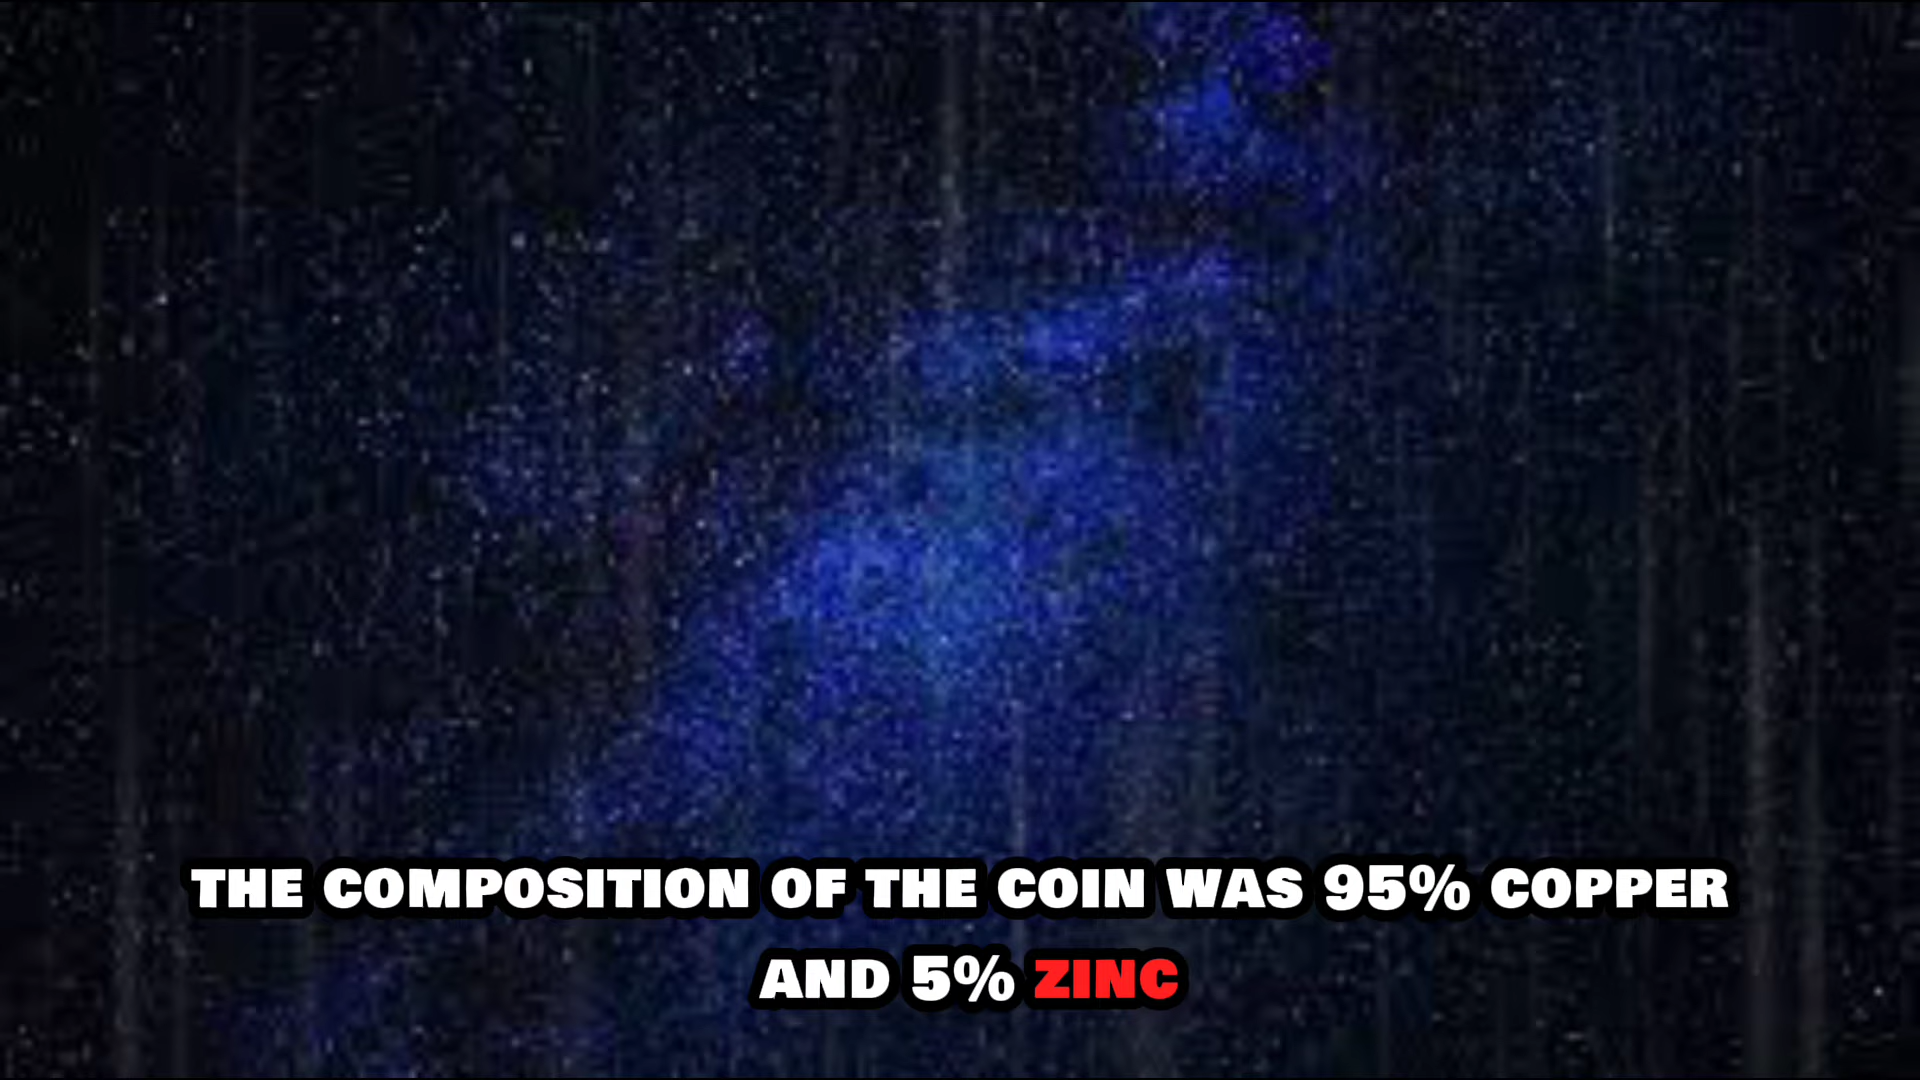 THE COMPOSITION OF THE COIN WAS 95% COPPER
AND 5% ZINC